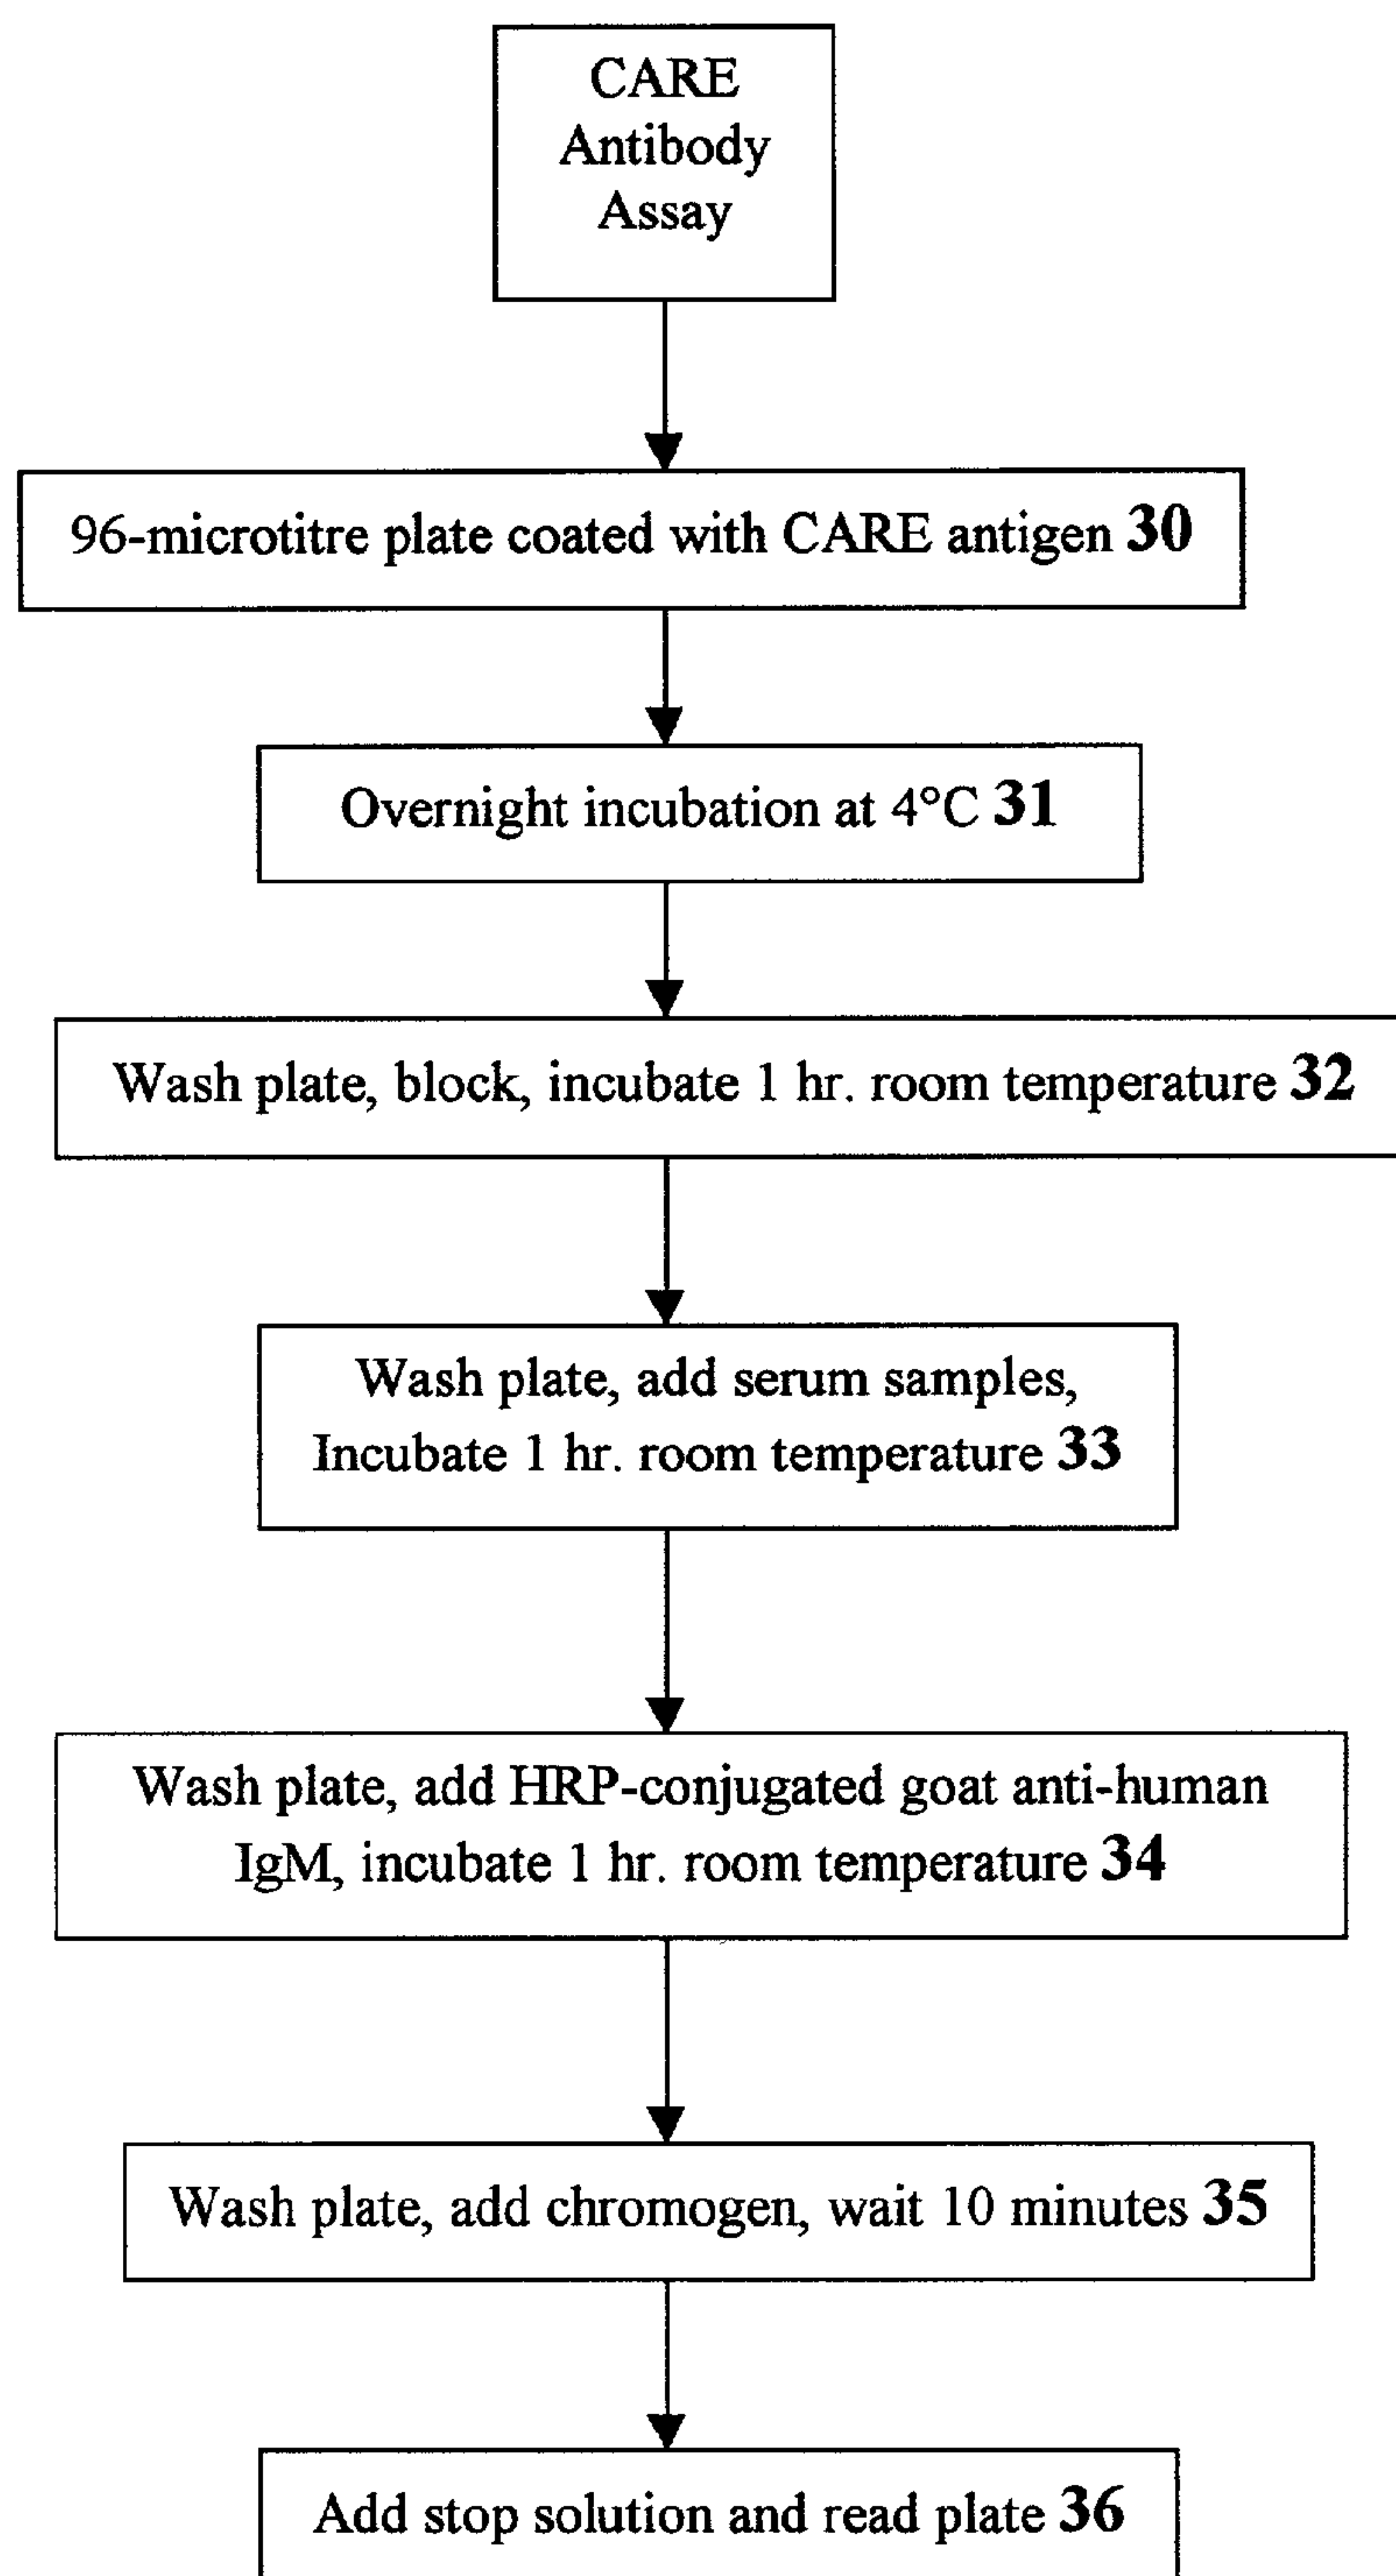 CARE
Antibody
Assay
96-microtitre plate coated with CARE antigen 30
Overnight incubation at 4°C 31
Wash plate, block, incubate 1 hr. room temperature 32
Wash plate, add serum samples,
Incubate 1 hr. room temperature 33
Wash plate, add HRP-conjugated goat anti-human
IgM, incubate 1 hr. room temperature 34
Wash plate, add chromogen, wait 10 minutes 35
Add stop solution and read plate 36